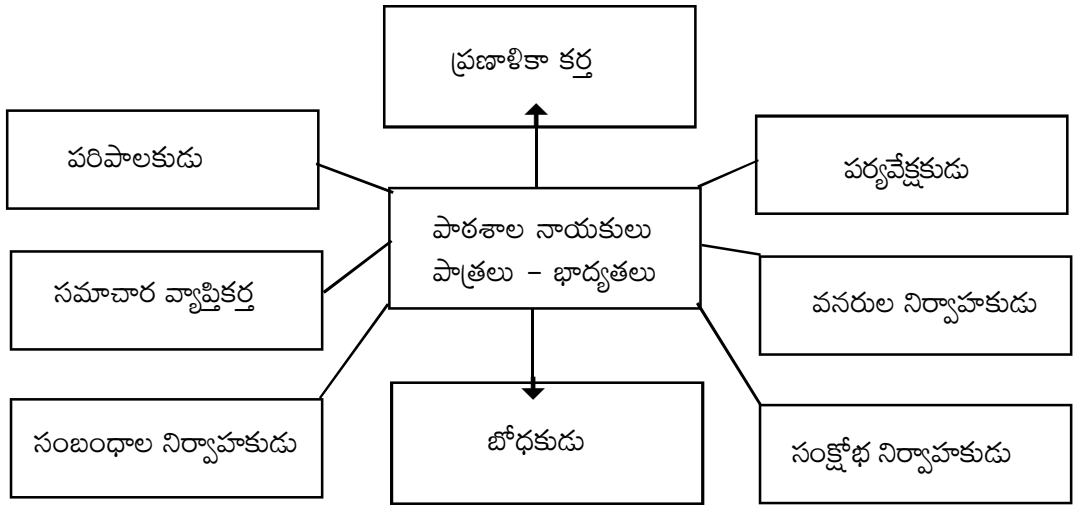 ప్రణాళికా కర్త
పరిపాలకుడు
పర్యవేక్షకుడు
పాఠశాల నాయకులు
పాత్రలు – భాద్యతలు
సమాచార వ్యాప్తికర్త
వనరుల నిర్వాహకుడు
సంబంధాల నిర్వాహకుడు
బోధకుడు
సంక్షోభ నిర్వాహకుడు